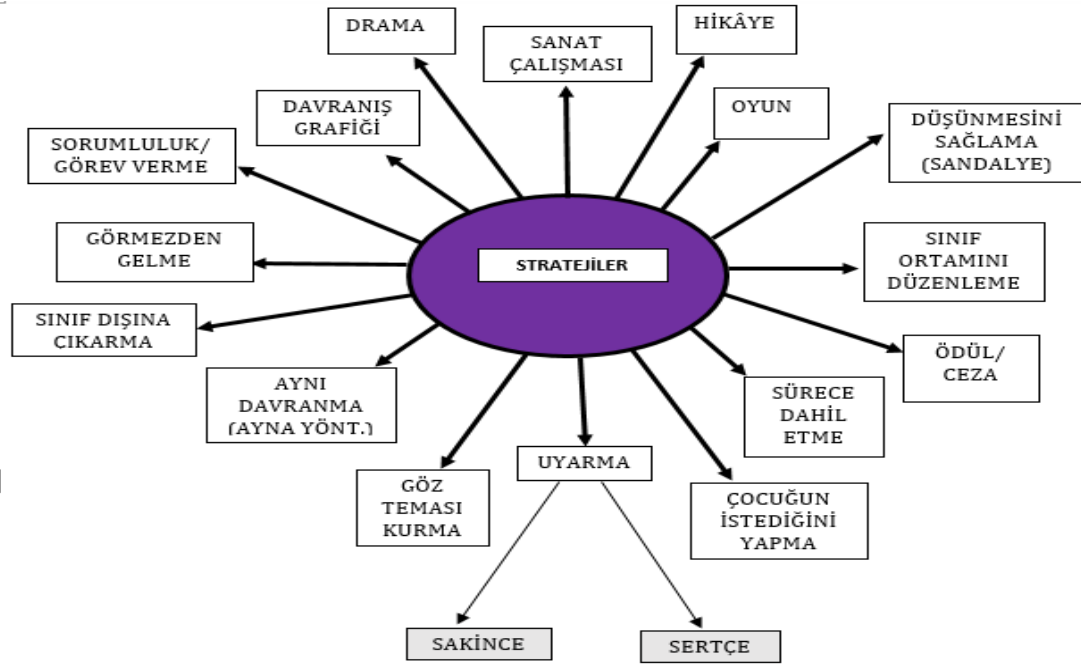 DRAMA
SANAT
ÇALIŞMASI
HİKÂYE
DAVRANIŞ
GRAFİĞİ
OYUN
DÜŞÜNMESİNİ
SAĞLAMA
(SANDALYE)
SORUMLULUK/
GÖREV VERME
GÖRMEZDEN
GELME
STRATEJİLER
SINIF
ORTAMINI
DÜZENLEME
SINIF DIŞINA
ÇIKARMA
ÖDÜL/
CEZA
AYNI
DAVRANMA
(AYNA YÖNT.)
SÜRECE
DAHİL
ETME
UYARMA
GÖZ
TEMASI
KURMA
ÇOCUĞUN
İSTEDİĞİNİ
YAPMA
SAKİNCE
SERTÇE